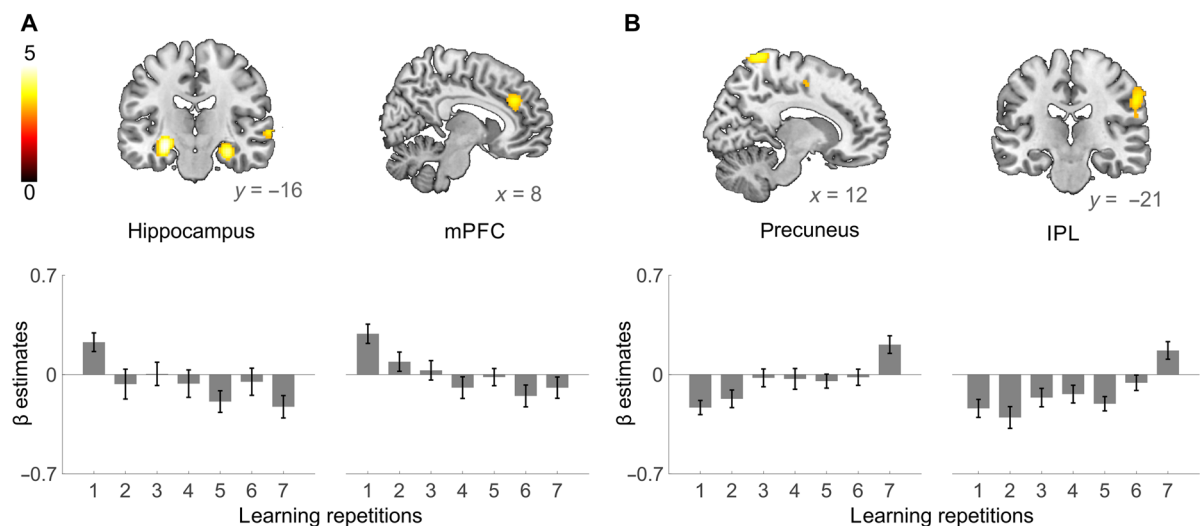 A
B
5
0
y = −16
x = 8
x = 12
y = −21
Hippocampus
mPFC
Precuneus
IPL
0.7
0
−0.7
β estimates
1 2 3 4 5 6 7
1 2 3 4 5 6 7
Learning repetitions
0.7
0
−0.7
β estimates
1 2 3 4 5 6 7
1 2 3 4 5 6 7
Learning repetitions